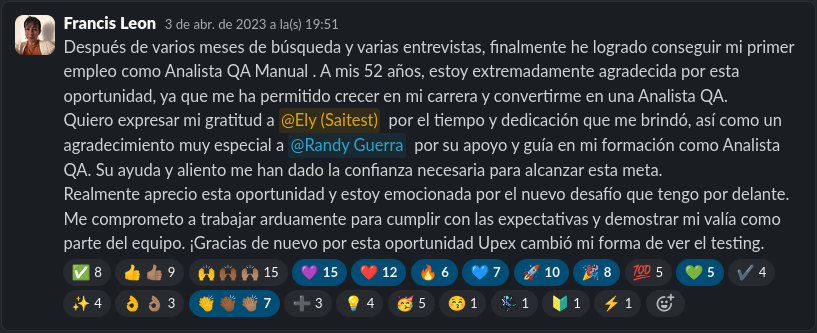 Francis Leon 3 de abr. de 2023 a la(s) 19:51
Después de varios meses de búsqueda y varias entrevistas, finalmente he logrado conseguir mi primer
empleo como Analista QA Manual . A mis 52 años, estoy extremadamente agradecida por esta
oportunidad, ya que me ha permitido crecer en mi carrera y convertirme en una Analista QA.
Quiero expresar mi gratitud a @Ely (Saitest) por el tiempo y dedicación que me brindó, así como un
agradecimiento muy especial a @Randy Guerra por su apoyo y guía en mi formación como Analista
QA. Su ayuda y aliento me han dado la confianza necesaria para alcanzar esta meta.
Realmente aprecio esta oportunidad y estoy emocionada por el nuevo desafío que tengo por delante.
Me comprometo a trabajar arduamente para cumplir con las expectativas y demostrar mi valía como
parte del equipo. ¡Gracias de nuevo por esta oportunidad Upex cambió mi forma de ver el testing.
✅ 8 👍👍🏽 9 🙌🙌🏾🙌🏽 15 💜 15 ❤️ 12 🔥 6 💙 7 🚀 10 🎉 8 💯 5 💚 5 ✔️ 4
✨ 4 👌👌🏽 3 👏👏🏾👏🏽 7 ➕ 3 💡 4 🥳 5 😚 1 1 🔰 1 ⚡ 1